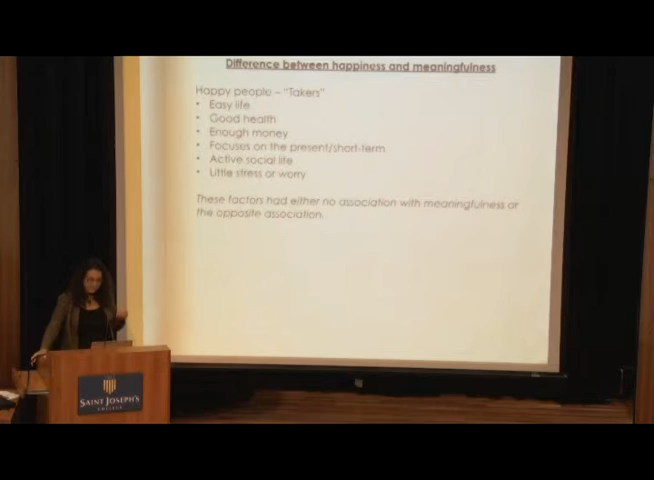 Difference between happiness and meaningfulness
Happy people – "Takers"
• Easy life
• Good health
• Enough money
• Focuses on the present/short-term
• Active social life
• Little stress or worry
These factors had either no association with meaningfulness or
the opposite association.
SAINT JOSEPH'S
COLLEGE